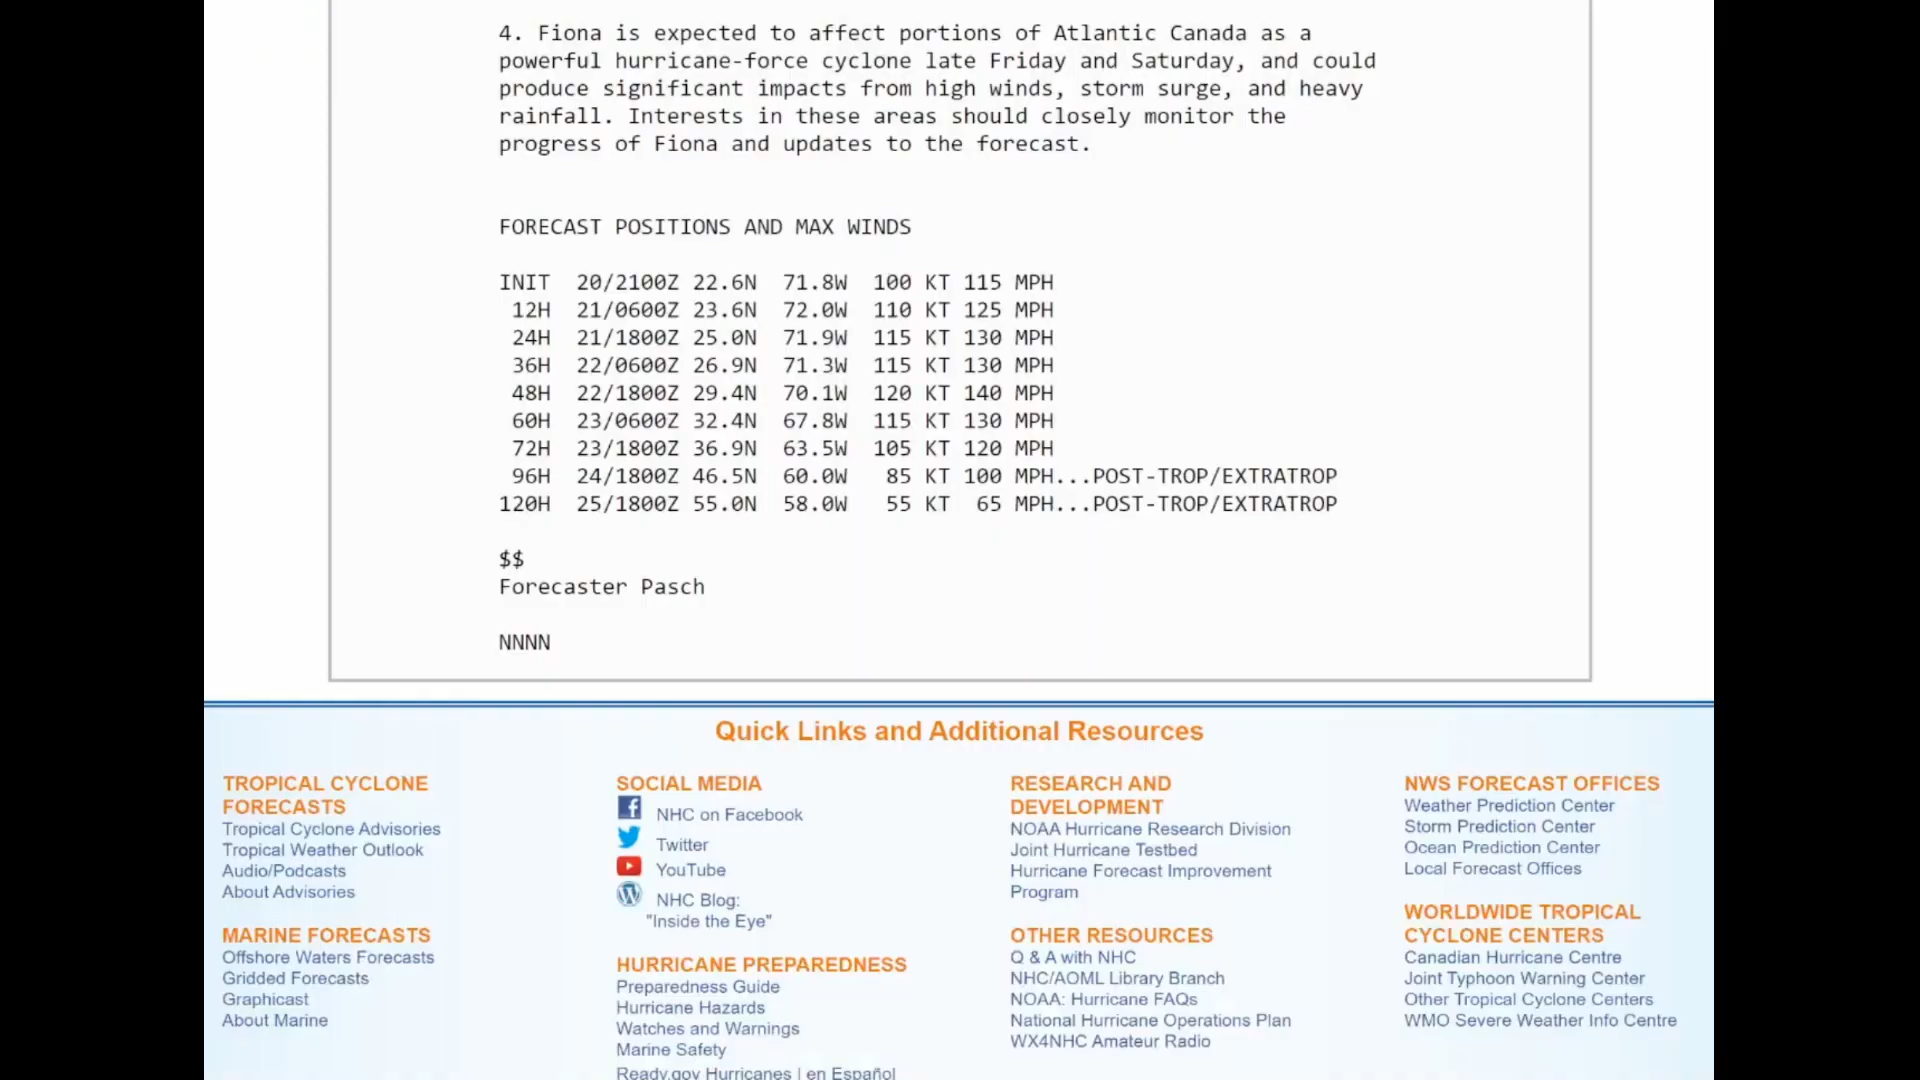 4. Fiona is expected to affect portions of Atlantic Canada as a
powerful hurricane-force cyclone late Friday and Saturday, and could
produce significant impacts from high winds, storm surge, and heavy
rainfall. Interests in these areas should closely monitor the
progress of Fiona and updates to the forecast.
FORECAST POSITIONS AND MAX WINDS
INIT  20/2100Z 22.6N  71.8W  100 KT 115 MPH
12H  21/0600Z 23.6N  72.0W  110 KT 125 MPH
24H  21/1800Z 25.0N  71.9W  115 KT 130 MPH
36H  22/0600Z 26.9N  71.3W  115 KT 130 MPH
48H  22/1800Z 29.4N  70.1W  120 KT 140 MPH
60H  23/0600Z 32.4N  67.8W  115 KT 130 MPH
72H  23/1800Z 36.9N  63.5W  105 KT 120 MPH
96H  24/1800Z 46.5N  60.0W   85 KT 100 MPH...POST-TROP/EXTRATROP
120H  25/1800Z 55.0N  58.0W   55 KT  65 MPH...POST-TROP/EXTRATROP
$$
Forecaster Pasch
NNNN
Quick Links and Additional Resources
TROPICAL CYCLONE
FORECASTS
Tropical Cyclone Advisories
Tropical Weather Outlook
Audio/Podcasts
About Advisories
MARINE FORECASTS
Offshore Waters Forecasts
Gridded Forecasts
Graphicast
About Marine
SOCIAL MEDIA
NHC on Facebook
Twitter
YouTube
NHC Blog:
"Inside the Eye"
HURRICANE PREPAREDNESS
Preparedness Guide
Hurricane Hazards
Watches and Warnings
Marine Safety
Ready.gov Hurricanes | en Español
RESEARCH AND
DEVELOPMENT
NOAA Hurricane Research Division
Joint Hurricane Testbed
Hurricane Forecast Improvement
Program
OTHER RESOURCES
Q & A with NHC
NHC/AOML Library Branch
NOAA: Hurricane FAQs
National Hurricane Operations Plan
WX4NHC Amateur Radio
NWS FORECAST OFFICES
Weather Prediction Center
Storm Prediction Center
Ocean Prediction Center
Local Forecast Offices
WORLDWIDE TROPICAL
CYCLONE CENTERS
Canadian Hurricane Centre
Joint Typhoon Warning Center
Other Tropical Cyclone Centers
WMO Severe Weather Info Centre